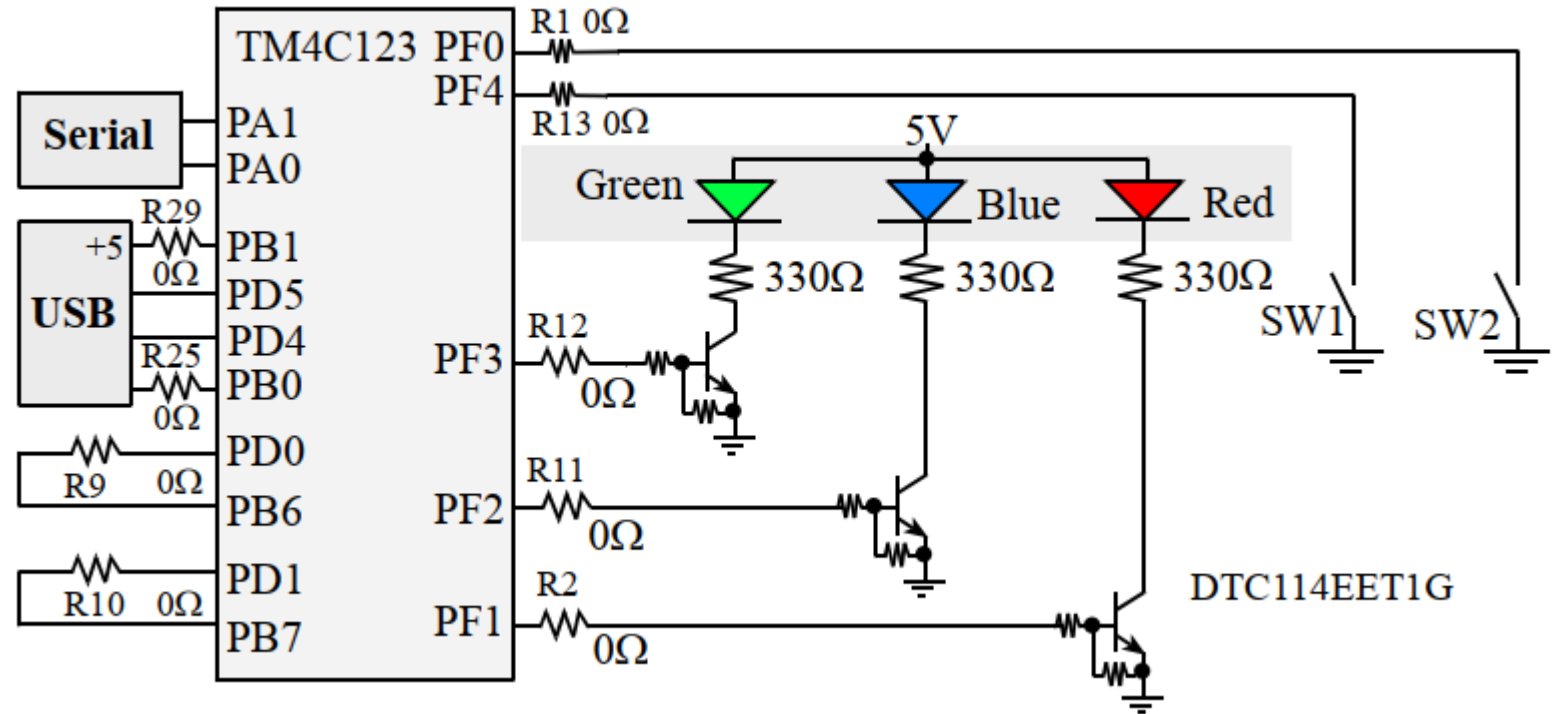 TM4C123
PF0
R1 0Ω
PF4
R13 0Ω
Serial
PA1
PA0
5V
Green
Blue
Red
R29
+5
0Ω
PB1
USB
PD5
PD4
R25
0Ω
PB0
330Ω
330Ω
330Ω
SW1
SW2
PF3
R12
0Ω
PD0
R9
0Ω
PB6
PF2
R11
0Ω
PD1
R10
0Ω
PB7
PF1
R2
0Ω
DTC114EET1G